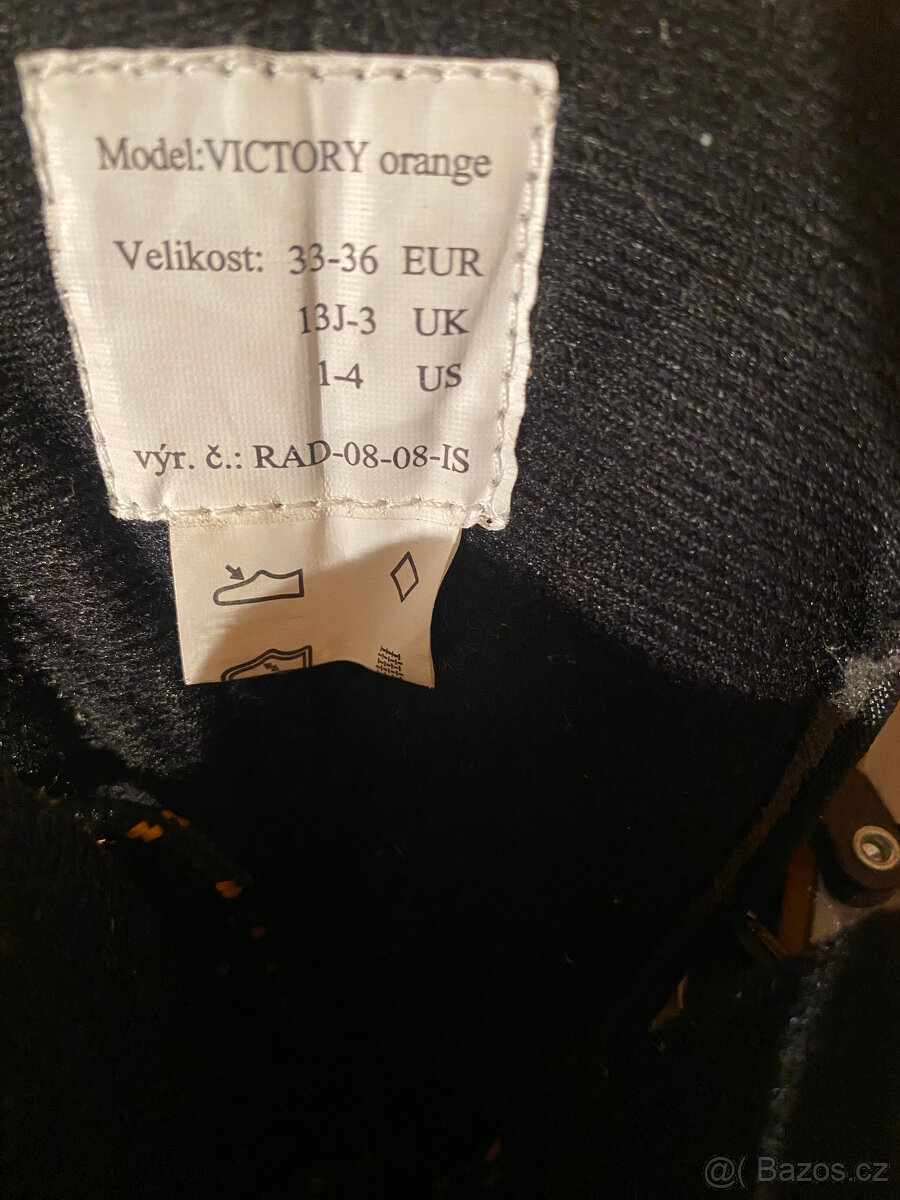 Model:VICTORY orange
Velikost: 33-36 EUR
13J-3 UK
1-4 US
výr. č.: RAD-08-08-IS
@( Bazos.cz